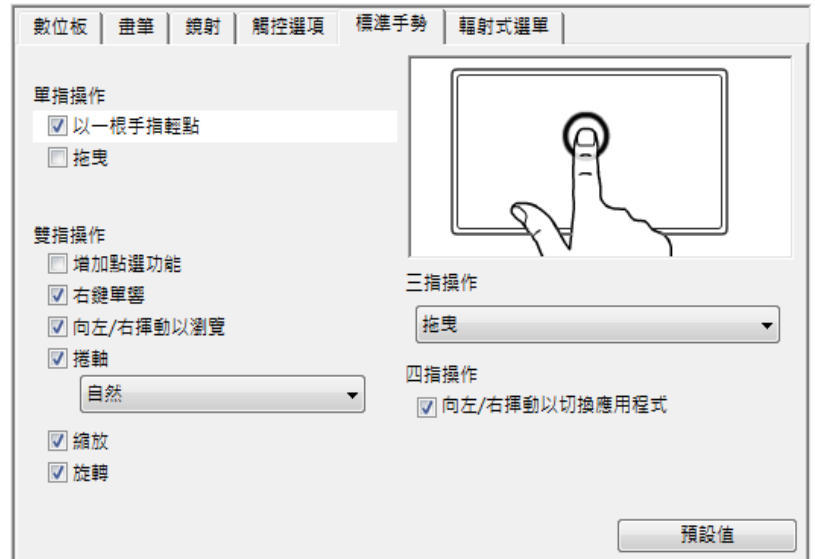 數位板 畫筆 鏡射 觸控選項 標準手勢 輻射式選單
單指操作
以一根手指輕點
拖曳
雙指操作
增加點選功能
右鍵單響
向左/右揮動以瀏覽
捲軸
自然
縮放
旋轉
三指操作
拖曳
四指操作
向左/右揮動以切換應用程式
預設值